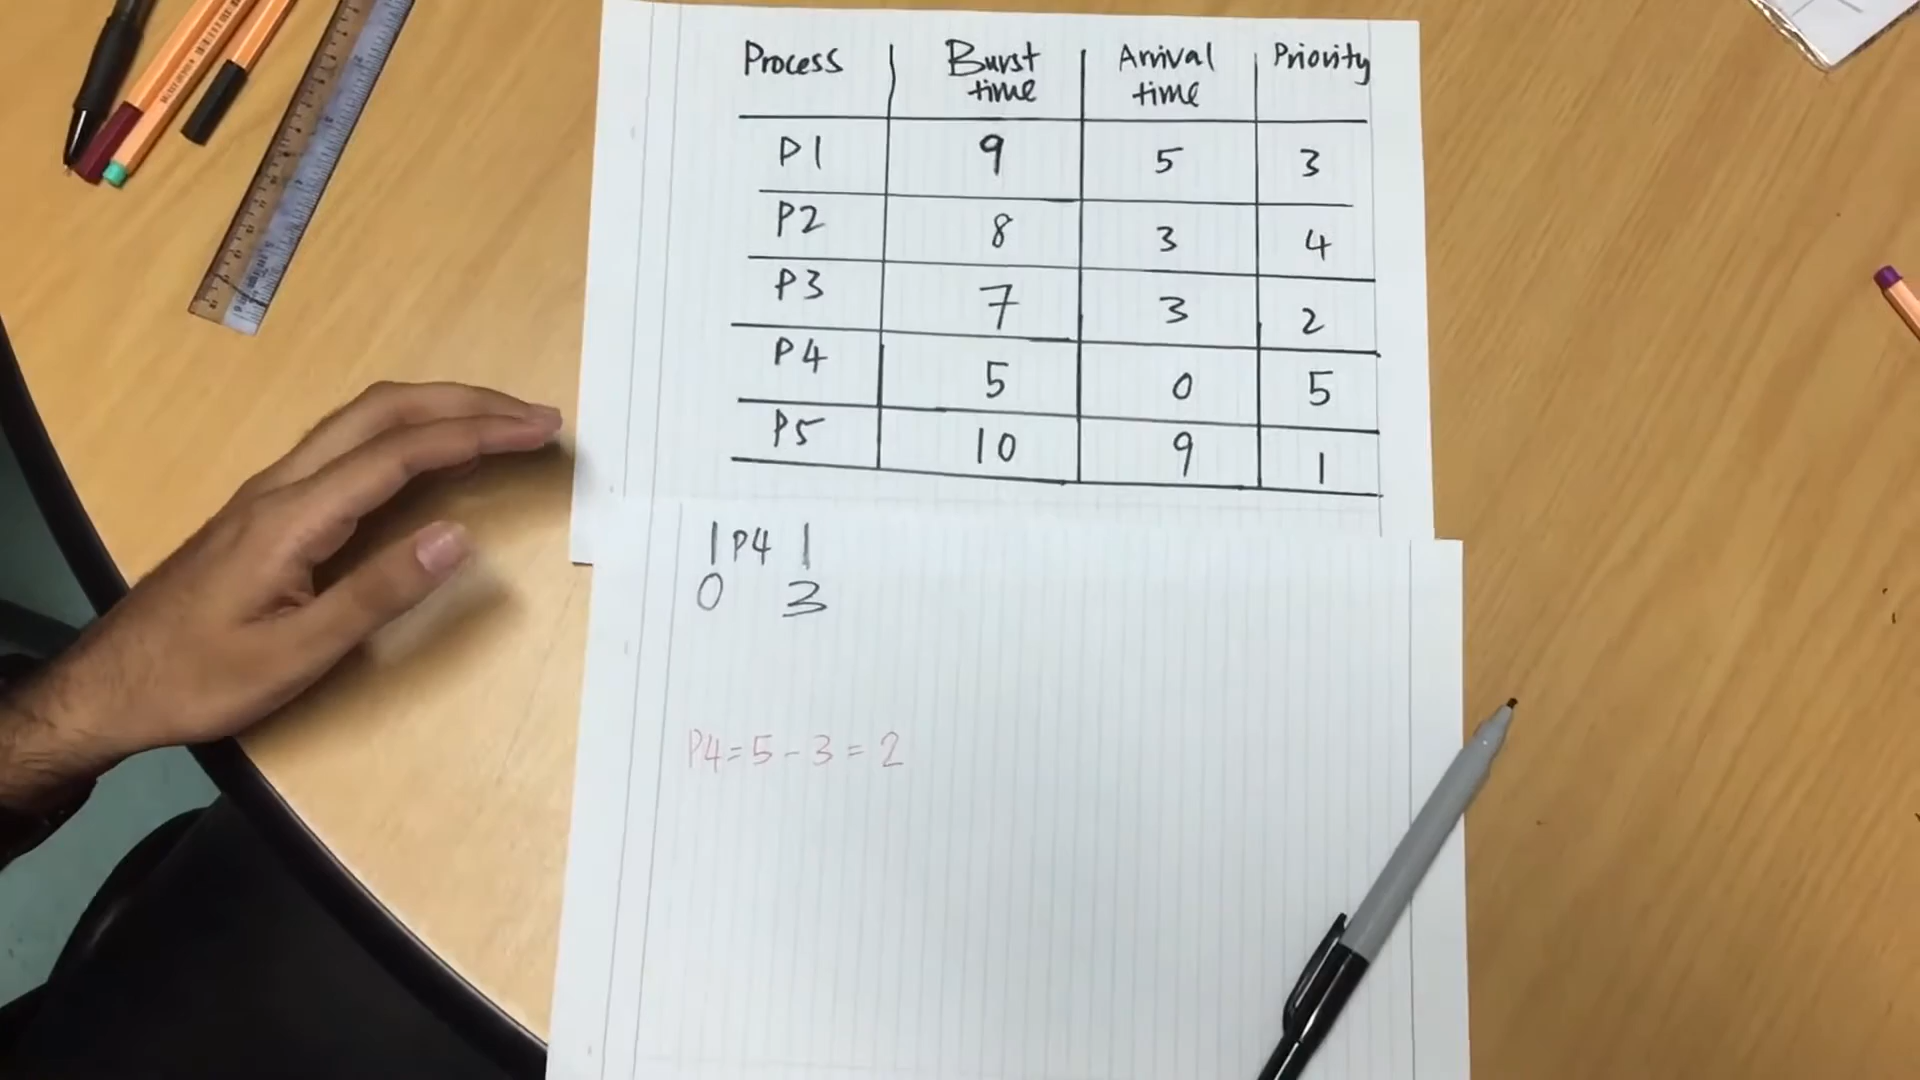 Process Burst time Arrival time Priority
P1 9 5 3
P2 8 3 4
P3 7 3 2
P4 5 0 5
P5 10 9 1
| P4 |
0 3
P4 = 5 - 3 = 2